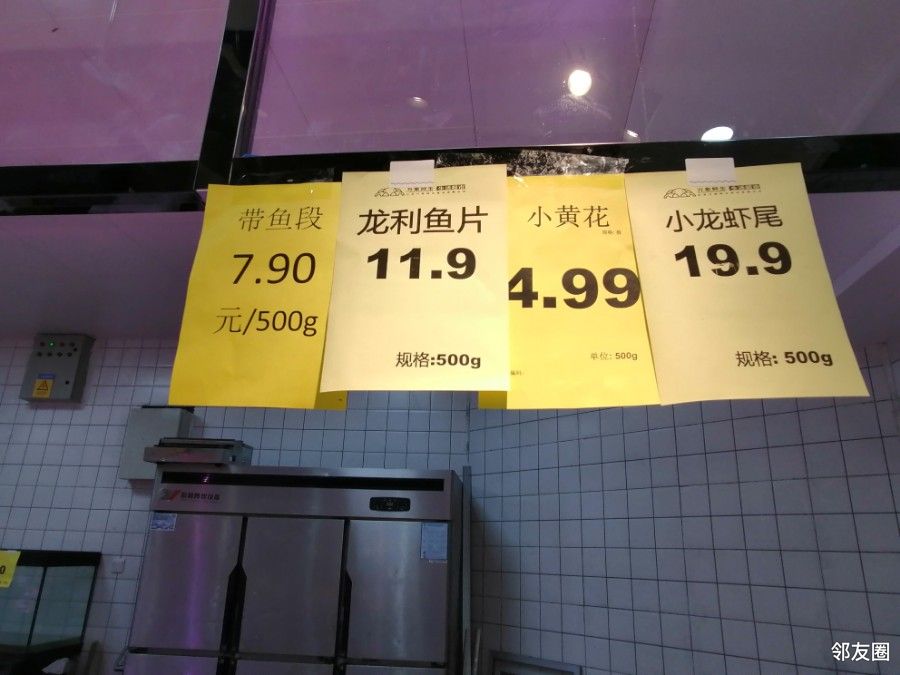 带鱼段
7.90
元/500g
龙利鱼片
11.9
规格:500g
小黄花
4.99
单位: 500g
小龙虾尾
19.9
规格: 500g
邻友圈